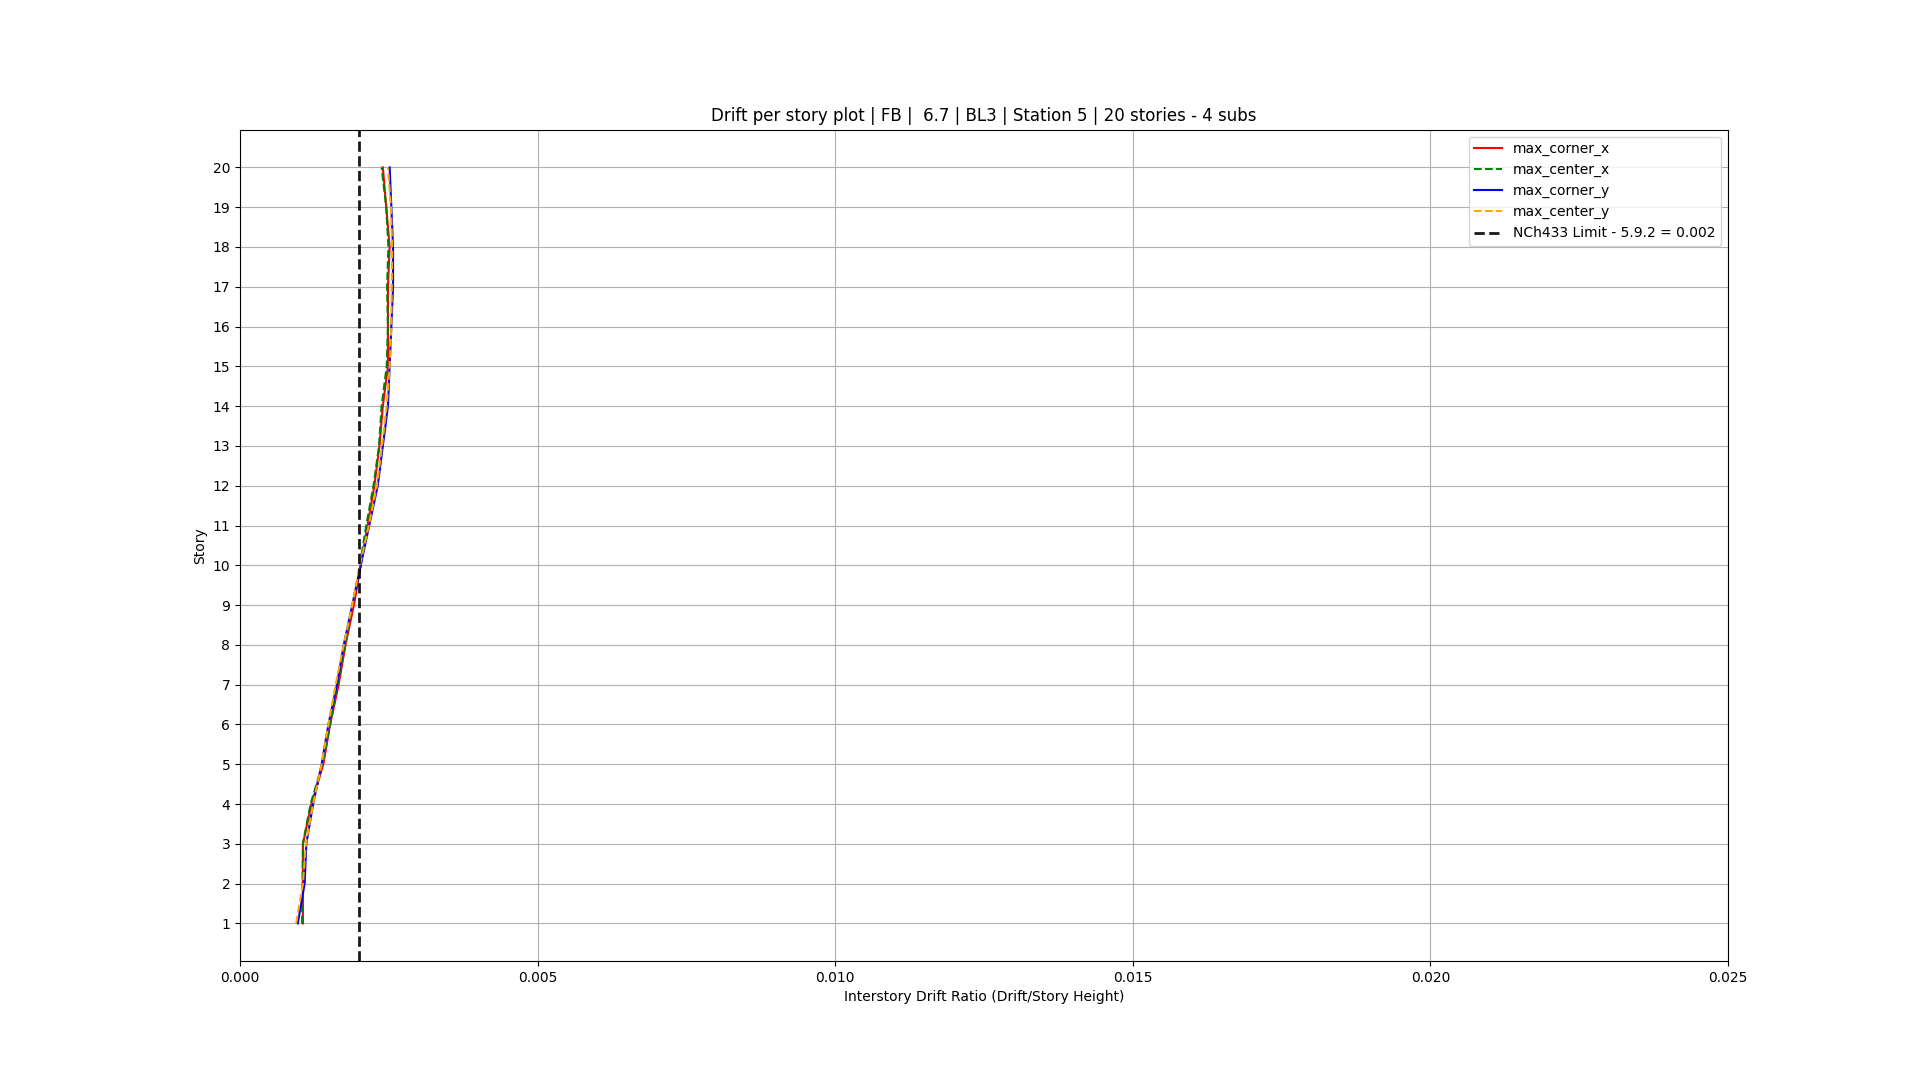 Drift per story plot | FB |  6.7 | BL3 | Station 5 | 20 stories - 4 subs
max_corner_x
max_center_x
max_corner_y
max_center_y
NCh433 Limit - 5.9.2 = 0.002
20
19
18
17
16
15
14
13
12
11
10
9
8
7
6
5
4
3
2
1
Story
0.000 0.005 0.010 0.015 0.020 0.025
Interstory Drift Ratio (Drift/Story Height)